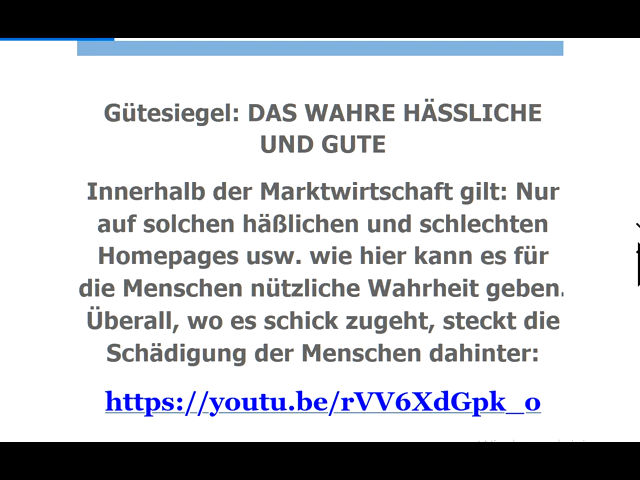 Gütesiegel: DAS WAHRE HÄSSLICHE
UND GUTE
Innerhalb der Marktwirtschaft gilt: Nur
auf solchen häßlichen und schlechten
Homepages usw. wie hier kann es für
die Menschen nützliche Wahrheit geben.
Überall, wo es schick zugeht, steckt die
Schädigung der Menschen dahinter:
https://youtu.be/rVV6XdGpk_o